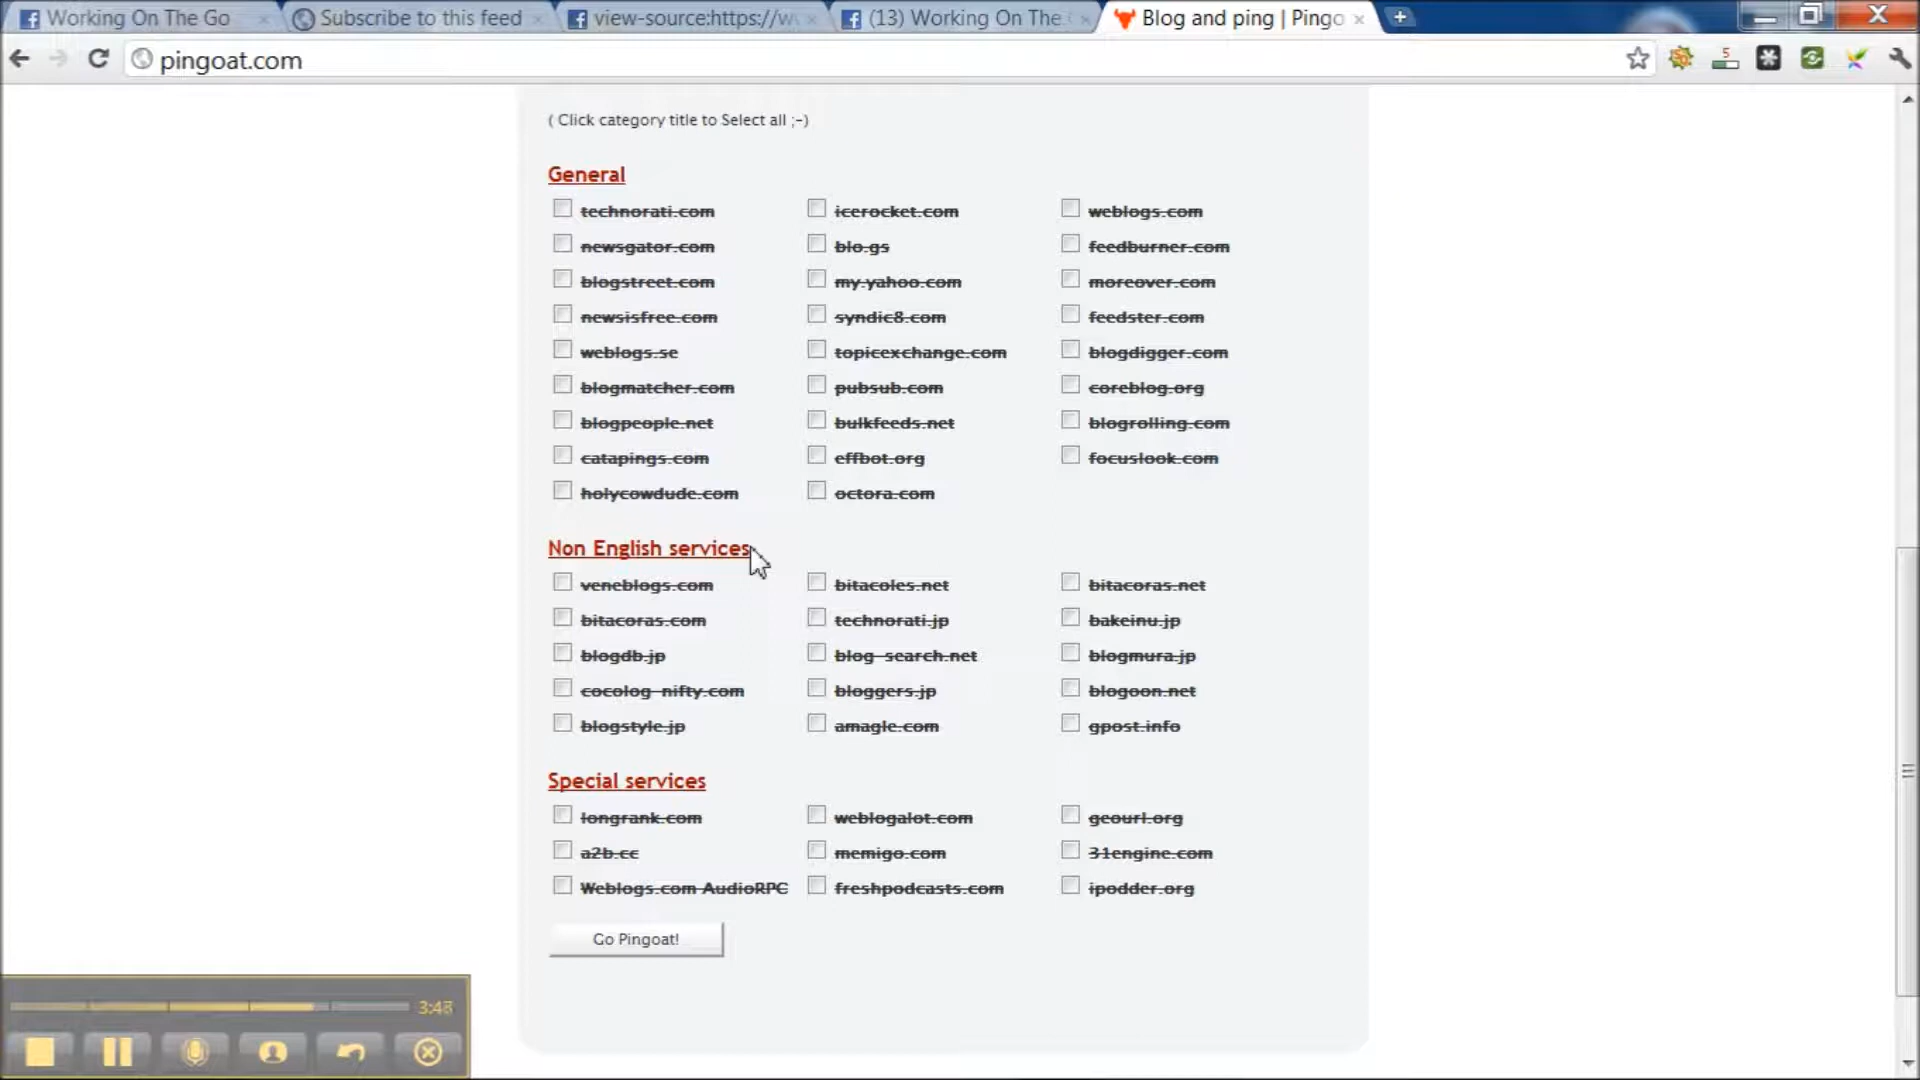 Working On The Go
Subscribe to this feed
view-source:https://w
(13) Working On The
Blog and ping | Pingo
pingoat.com
5
( Click category title to Select all ;-)
General
technorati.com icerocket.com weblogs.com
newsgator.com blo.gs feedburner.com
blogstreet.com my.yahoo.com moreover.com
newsisfree.com syndic8.com feedster.com
weblogs.se topicexchange.com blogdigger.com
blogmatcher.com pubsub.com coreblog.org
blogpeople.net bulkfeeds.net blogrolling.com
catapings.com effbot.org focuslook.com
holycowdude.com octora.com
Non English services
veneblogs.com bitacoles.net bitacoras.net
bitacoras.com technorati.jp bakeinu.jp
blogdb.jp blog-search.net blogmura.jp
cocolog-nifty.com bloggers.jp blogoon.net
blogstyle.jp amagle.com gpost.info
Special services
longrank.com weblogalot.com geourl.org
a2b.cc memigo.com 31engine.com
Weblogs.com AudioRPC freshpodcasts.com ipodder.org
Go Pingoat!